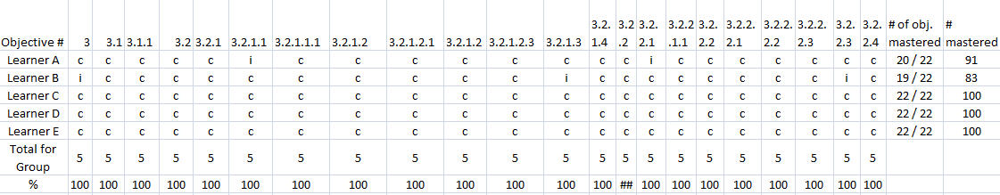 3.2. 3.2 3.2. 3.2.2 3.2. 3.2.2. 3.2.2. 3.2.2. 3.2. 3.2. # of obj. #
Objective # 3 3.1 3.1.1 3.2 3.2.1 3.2.1.1 3.2.1.1.1 3.2.1.2 3.2.1.2.1 3.2.1.2 3.2.1.2.3 3.2.1.3 1.4 .2 2.1 .1.1 2.2 2.1 2.2 2.3 2.3 2.4 mastered mastered
Learner A c c c c c i c c c c c c c c i c c c c c c c 20 / 22 91
Learner B i c c c c c c c c c c i c c c c c c c c i c 19 / 22 83
Learner C c c c c c c c c c c c c c c c c c c c c c c 22 / 22 100
Learner D c c c c c c c c c c c c c c c c c c c c c c 22 / 22 100
Learner E c c c c c c c c c c c c c c c c c c c c c c 22 / 22 100
Total for
Group 5 5 5 5 5 5 5 5 5 5 5 5 5 5 5 5 5 5 5 5 5 5
% 100 100 100 100 100 100 100 100 100 100 100 100 100 ## 100 100 100 100 100 100 100 100